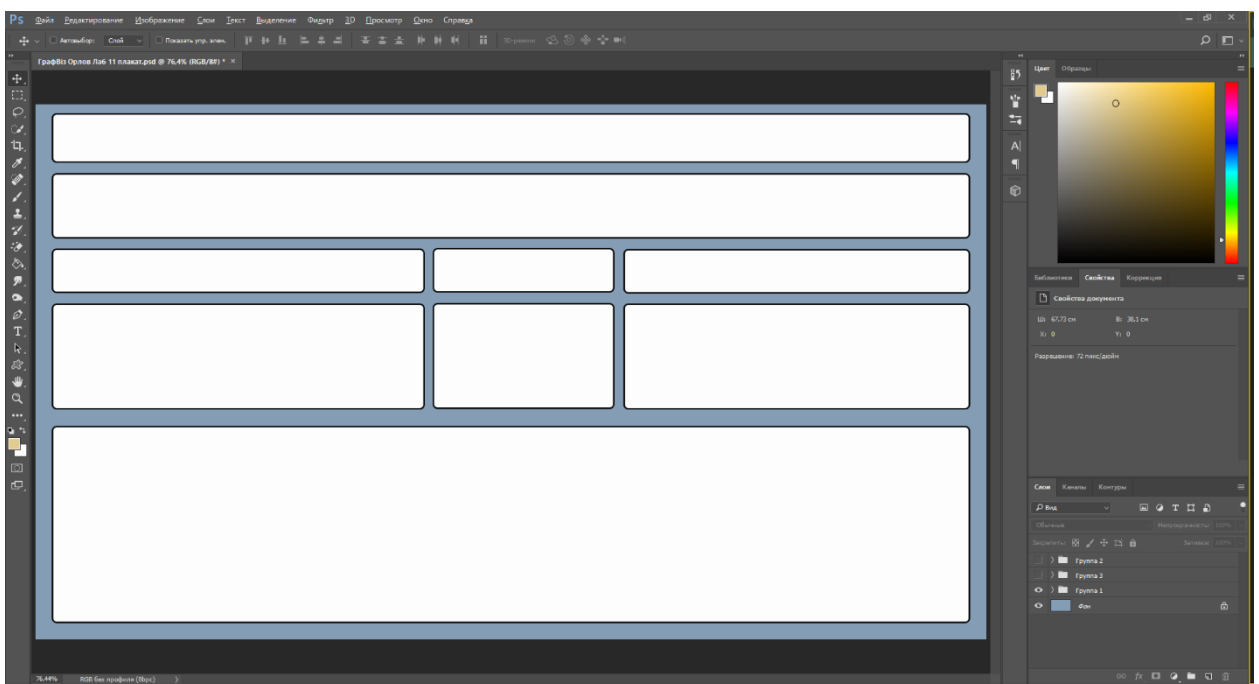 Ps Файл Редактирование Изображение Слои Текст Выделение Фильтр 3D Просмотр Окно Справка
Автовыбор: Слой Показать упр. элем. 3D-режим:
ГрафВіз Орлов Лаб 11 плакат.psd @ 76,4% (RGB/8#) * ×
Цвет Образцы
Библиотеки Свойства Коррекция
Свойства документа
Ш: 67,73 см В: 38,1 см
X: 0 Y: 0
Разрешение: 72 пикс/дюйм
Слои Каналы Контуры
Вид
Обычные Непрозрачность: 100%
Закрепить: Заливка: 100%
Группа 2
Группа 3
Группа 1
Фон
76,44% RGB без профиля (8bpc)